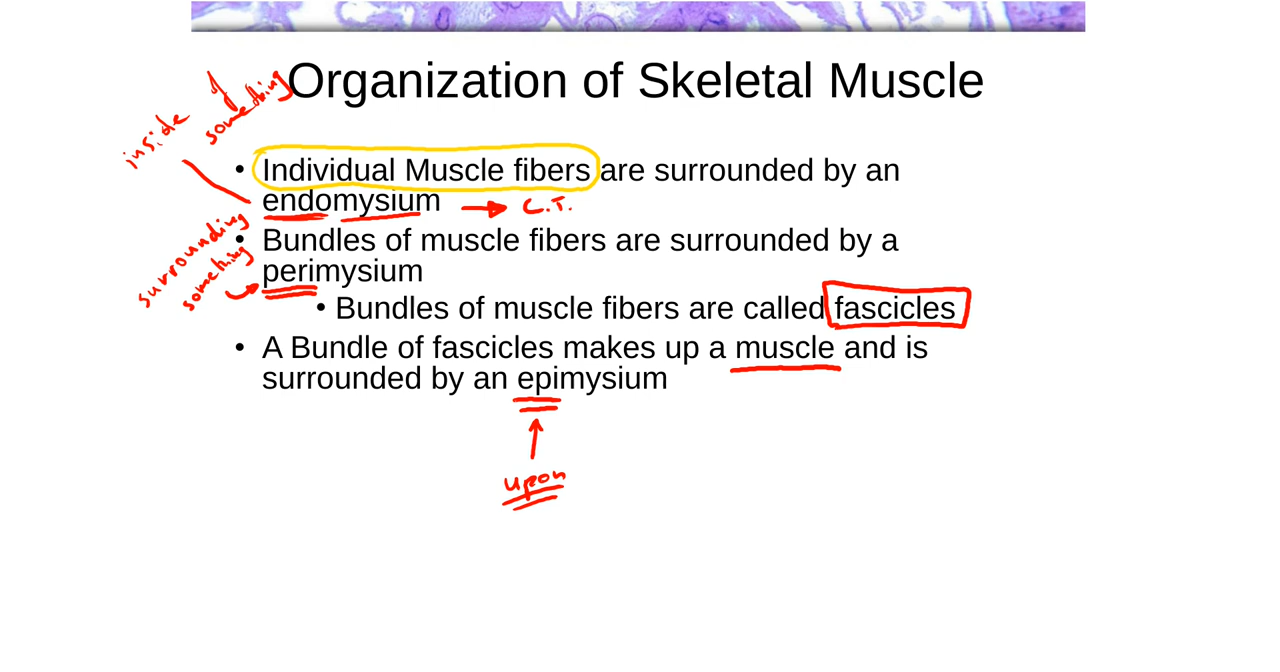 Organization of Skeletal Muscle
inside of
something
• Individual Muscle fibers are surrounded by an
endomysium → C.T.
surrounding
something
• Bundles of muscle fibers are surrounded by a
perimysium
• Bundles of muscle fibers are called fascicles
• A Bundle of fascicles makes up a muscle and is
surrounded by an epimysium
upon